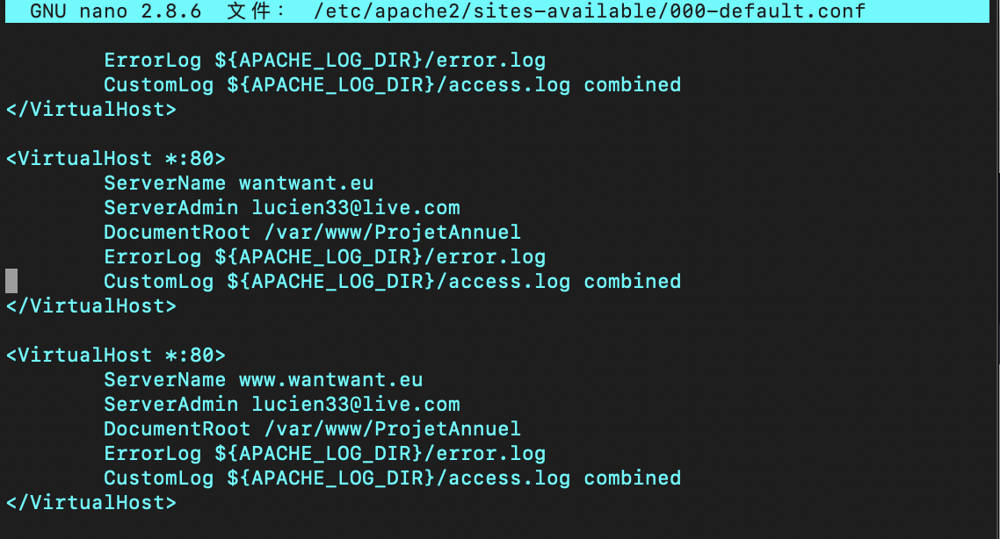 GNU nano 2.8.6 文件： /etc/apache2/sites-available/000-default.conf
ErrorLog ${APACHE_LOG_DIR}/error.log
CustomLog ${APACHE_LOG_DIR}/access.log combined
</VirtualHost>
<VirtualHost *:80>
ServerName wantwant.eu
ServerAdmin lucien33@live.com
DocumentRoot /var/www/ProjetAnnuel
ErrorLog ${APACHE_LOG_DIR}/error.log
CustomLog ${APACHE_LOG_DIR}/access.log combined
</VirtualHost>
<VirtualHost *:80>
ServerName www.wantwant.eu
ServerAdmin lucien33@live.com
DocumentRoot /var/www/ProjetAnnuel
ErrorLog ${APACHE_LOG_DIR}/error.log
CustomLog ${APACHE_LOG_DIR}/access.log combined
</VirtualHost>